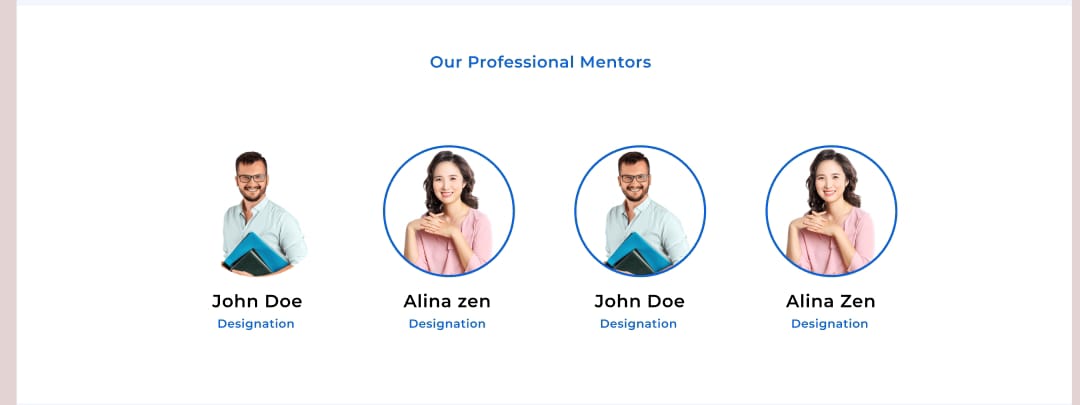 Our Professional Mentors
John Doe
Designation
Alina zen
Designation
John Doe
Designation
Alina Zen
Designation